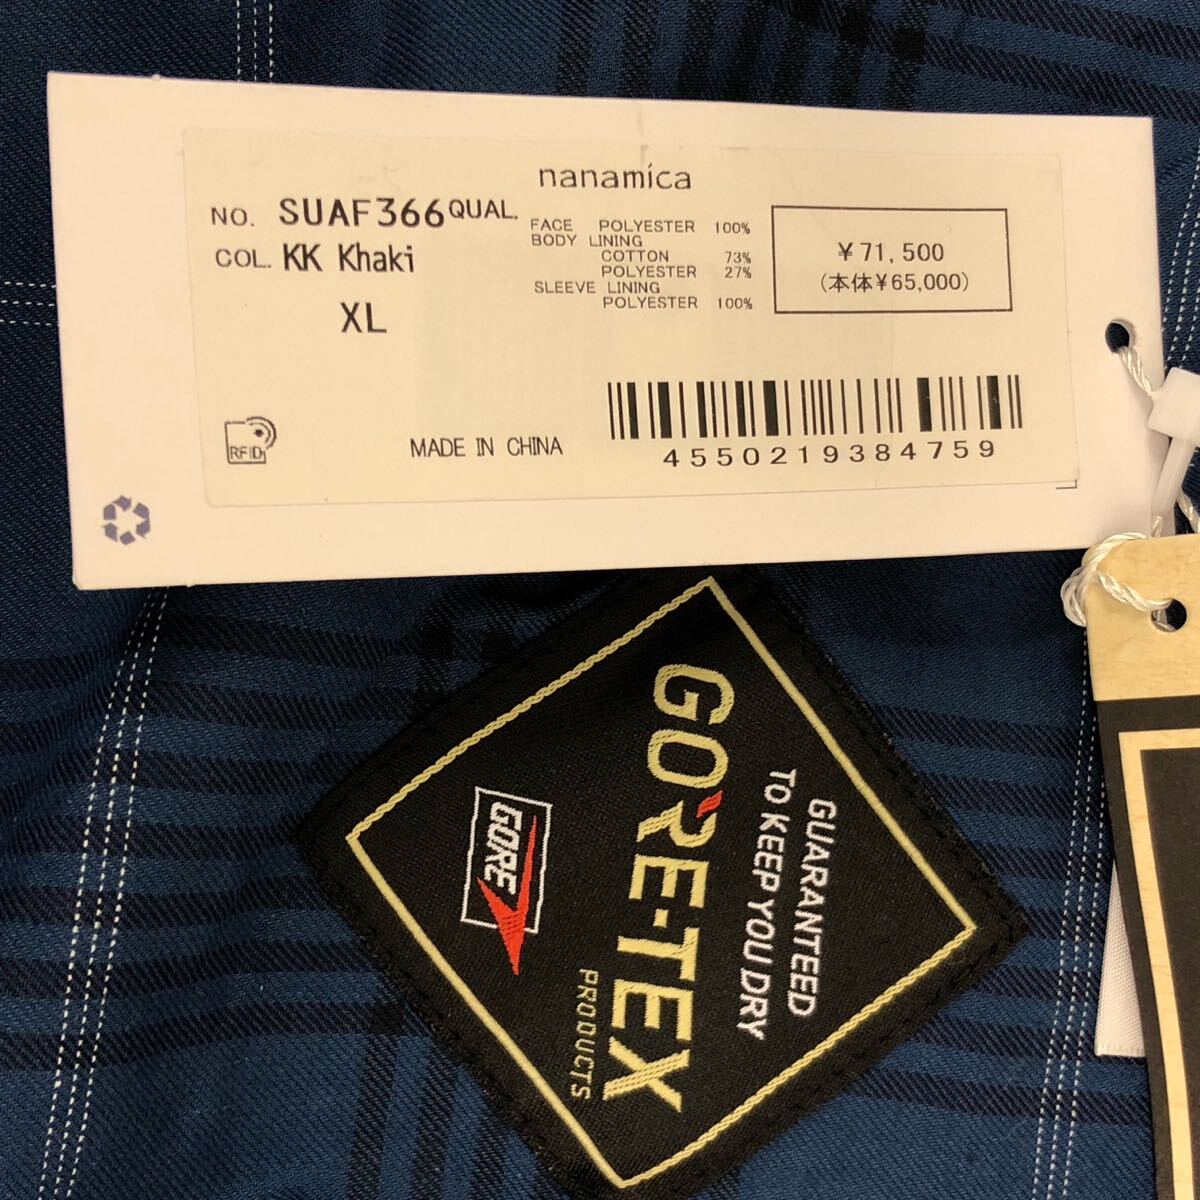 nanamica
NO. SUAF366 QUAL.
COL. KK Khaki
XL
FACE POLYESTER 100%
BODY LINING
COTTON 73%
POLYESTER 27%
SLEEVE LINING
POLYESTER 100%
¥71,500
(本体¥65,000)
RFID
MADE IN CHINA
4550219384759
GUARANTEED
TO KEEP YOU DRY
GORE-TEX
PRODUCTS
GORE